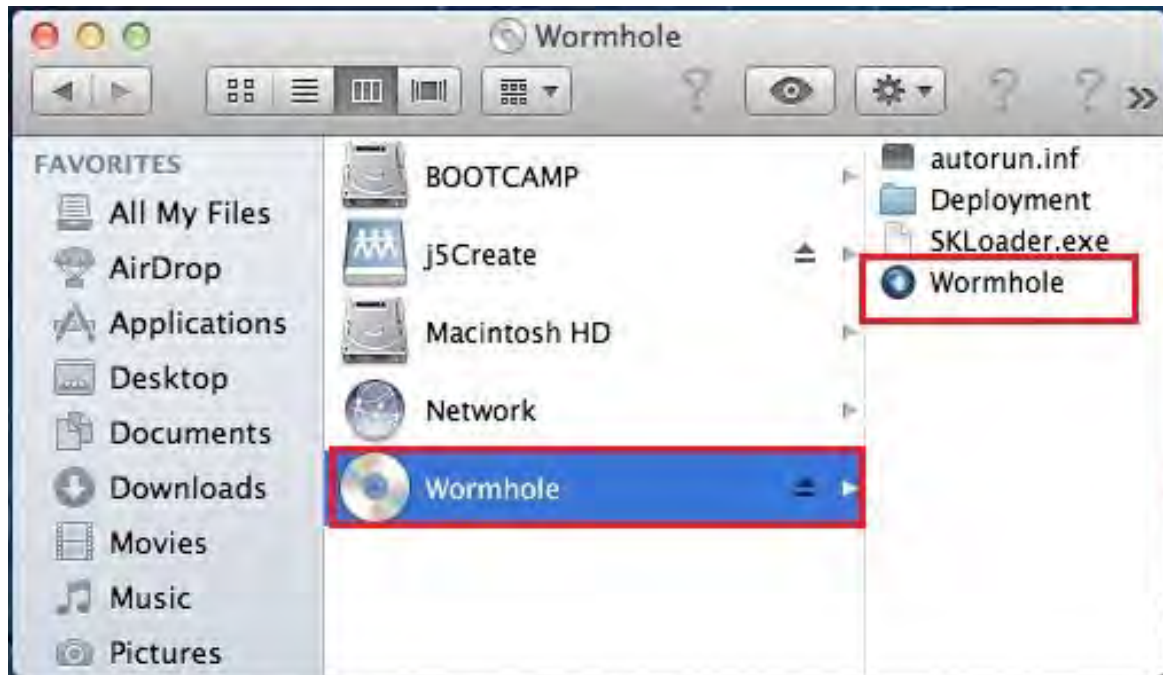 Wormhole
FAVORITES
All My Files
AirDrop
Applications
Desktop
Documents
Downloads
Movies
Music
Pictures
BOOTCAMP
j5Create
Macintosh HD
Network
Wormhole
autorun.inf
Deployment
SKLoader.exe
Wormhole